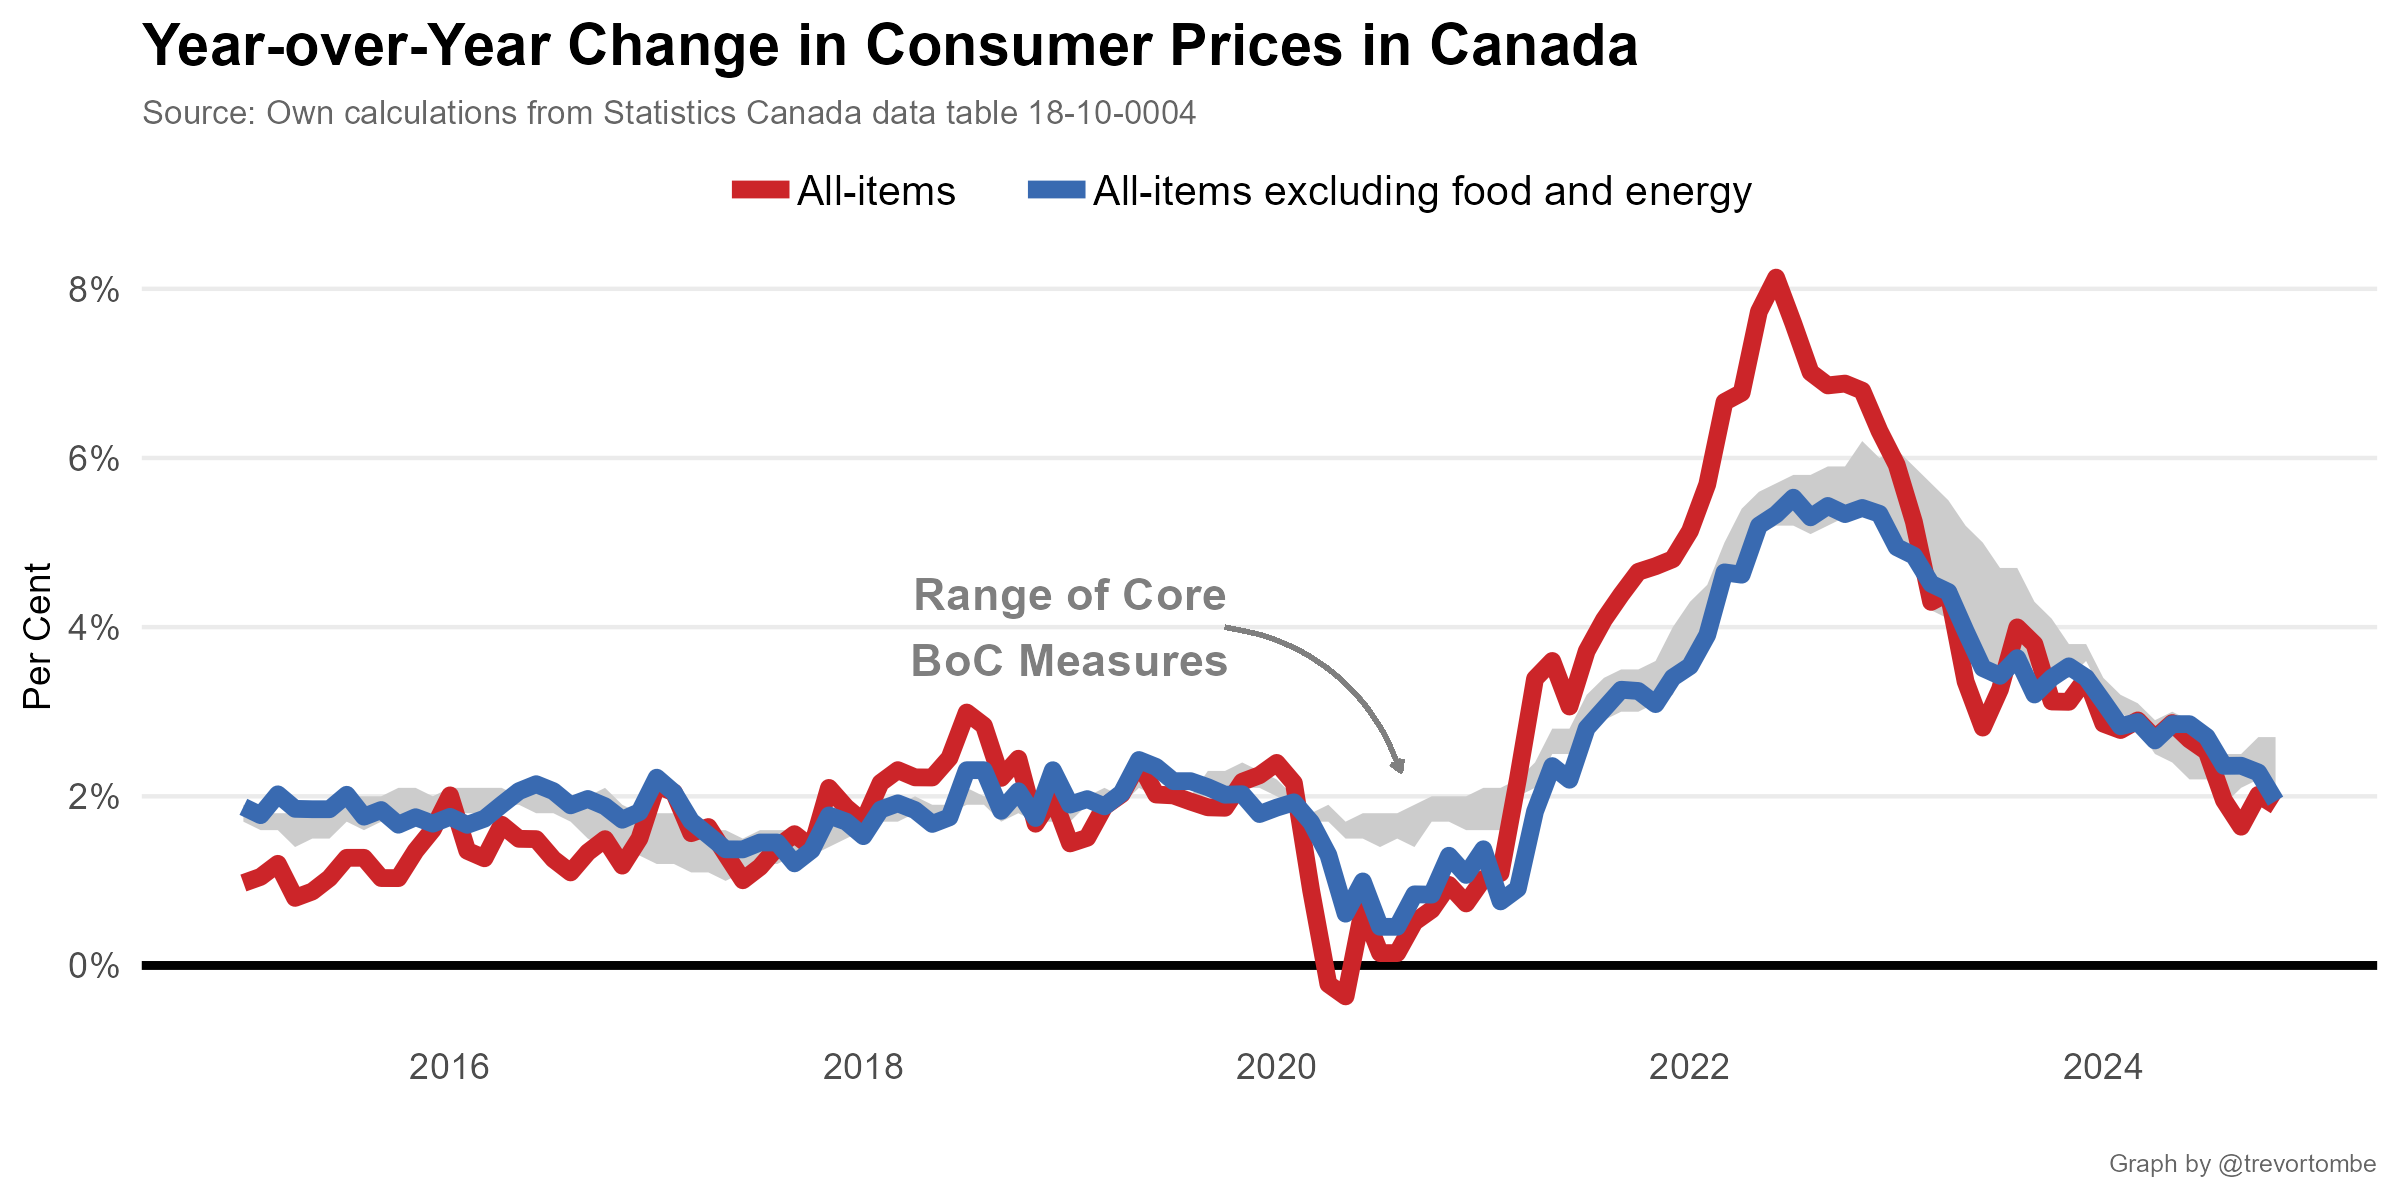 Year-over-Year Change in Consumer Prices in Canada
Source: Own calculations from Statistics Canada data table 18-10-0004
All-items
All-items excluding food and energy
8%
6%
4%
2%
0%
Per Cent
Range of Core
BoC Measures
2016
2018
2020
2022
2024
Graph by @trevortombe